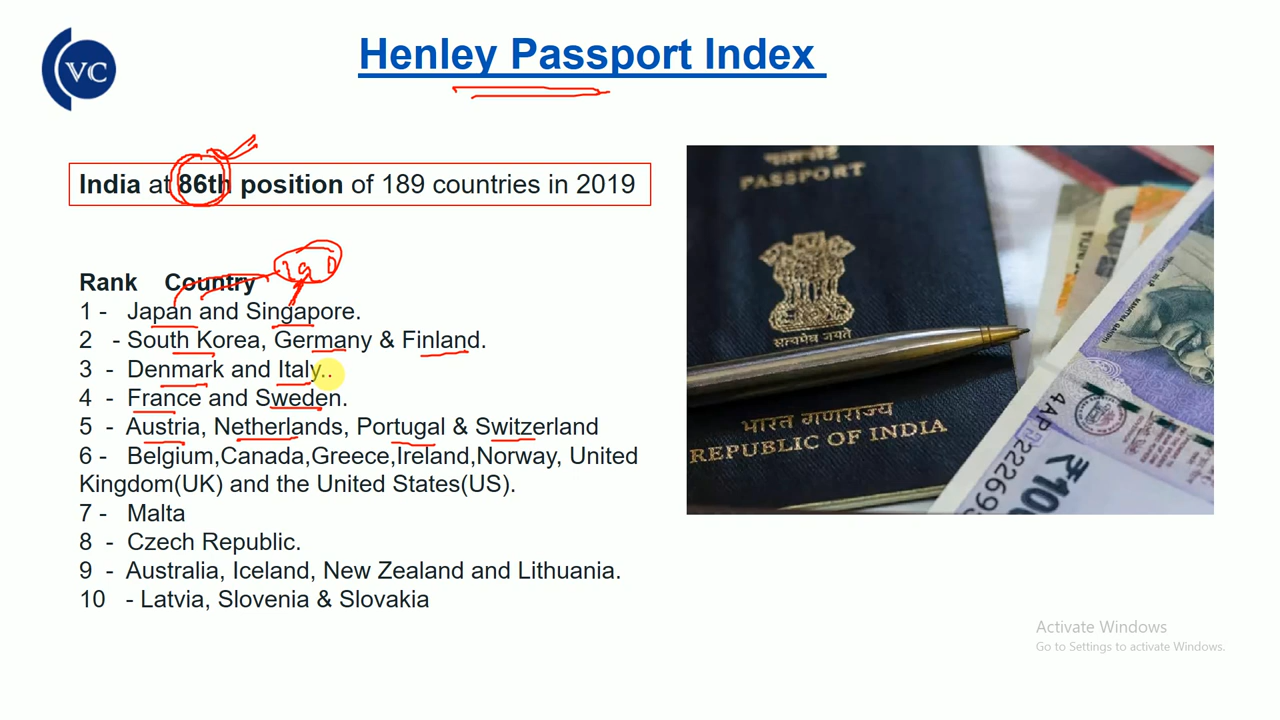 VC
Henley Passport Index
India at 86th position of 189 countries in 2019
Rank Country
1 - Japan and Singapore.
2 - South Korea, Germany & Finland.
3 - Denmark and Italy..
4 - France and Sweden.
5 - Austria, Netherlands, Portugal & Switzerland
6 - Belgium,Canada,Greece,Ireland,Norway, United
Kingdom(UK) and the United States(US).
7 - Malta
8 - Czech Republic.
9 - Australia, Iceland, New Zealand and Lithuania.
10 - Latvia, Slovenia & Slovakia
पासपोर्ट
PASSPORT
सत्यमेव जयते
भारत गणराज्य
REPUBLIC OF INDIA
₹100
Activate Windows
Go to Settings to activate Windows.